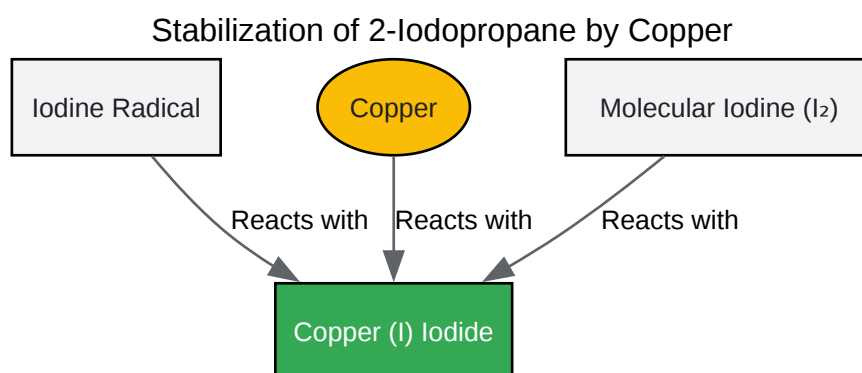 Stabilization of 2-Iodopropane by Copper
Iodine Radical
Copper
Molecular Iodine (I₂)
Reacts with
Reacts with
Reacts with
Copper (I) Iodide